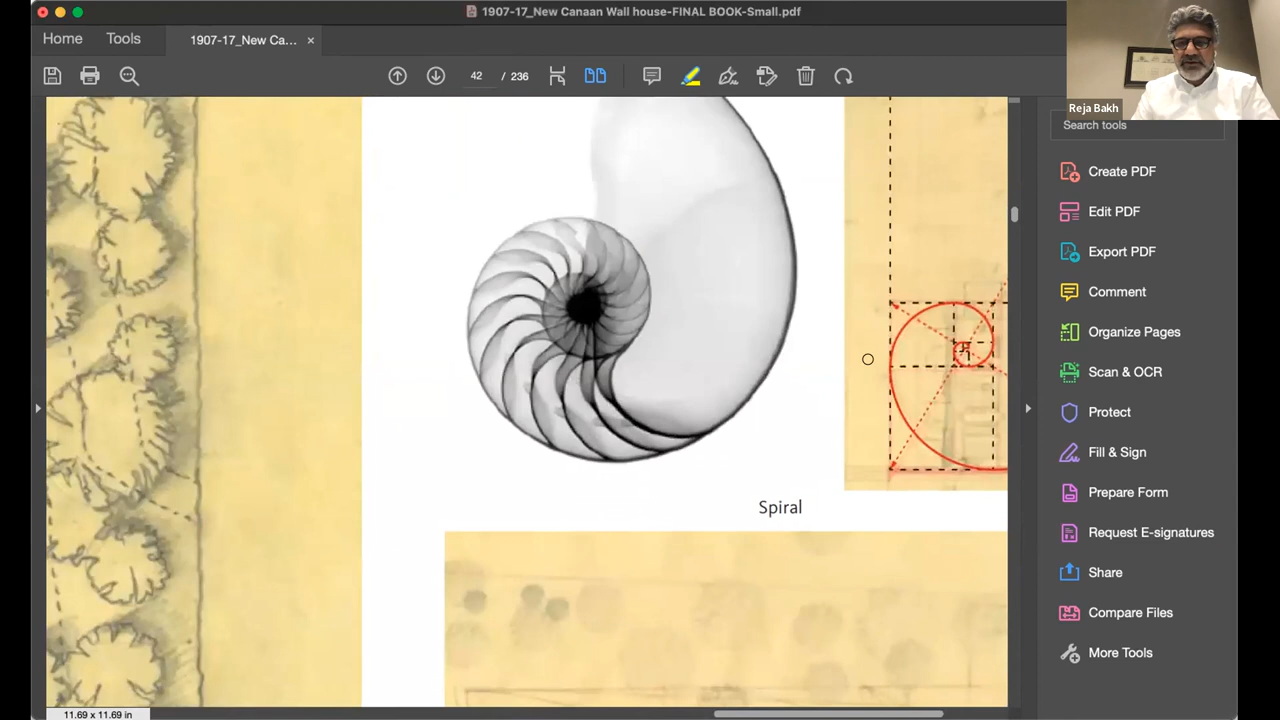 1907-17_New Canaan Wall house-FINAL BOOK-Small.pdf
Home
Tools
1907-17_New Ca...
42
/ 236
Reja Bakh
Search tools
Create PDF
Edit PDF
Export PDF
Comment
Organize Pages
Scan & OCR
Protect
Fill & Sign
Prepare Form
Request E-signatures
Share
Compare Files
More Tools
Spiral
11.69 x 11.69 in